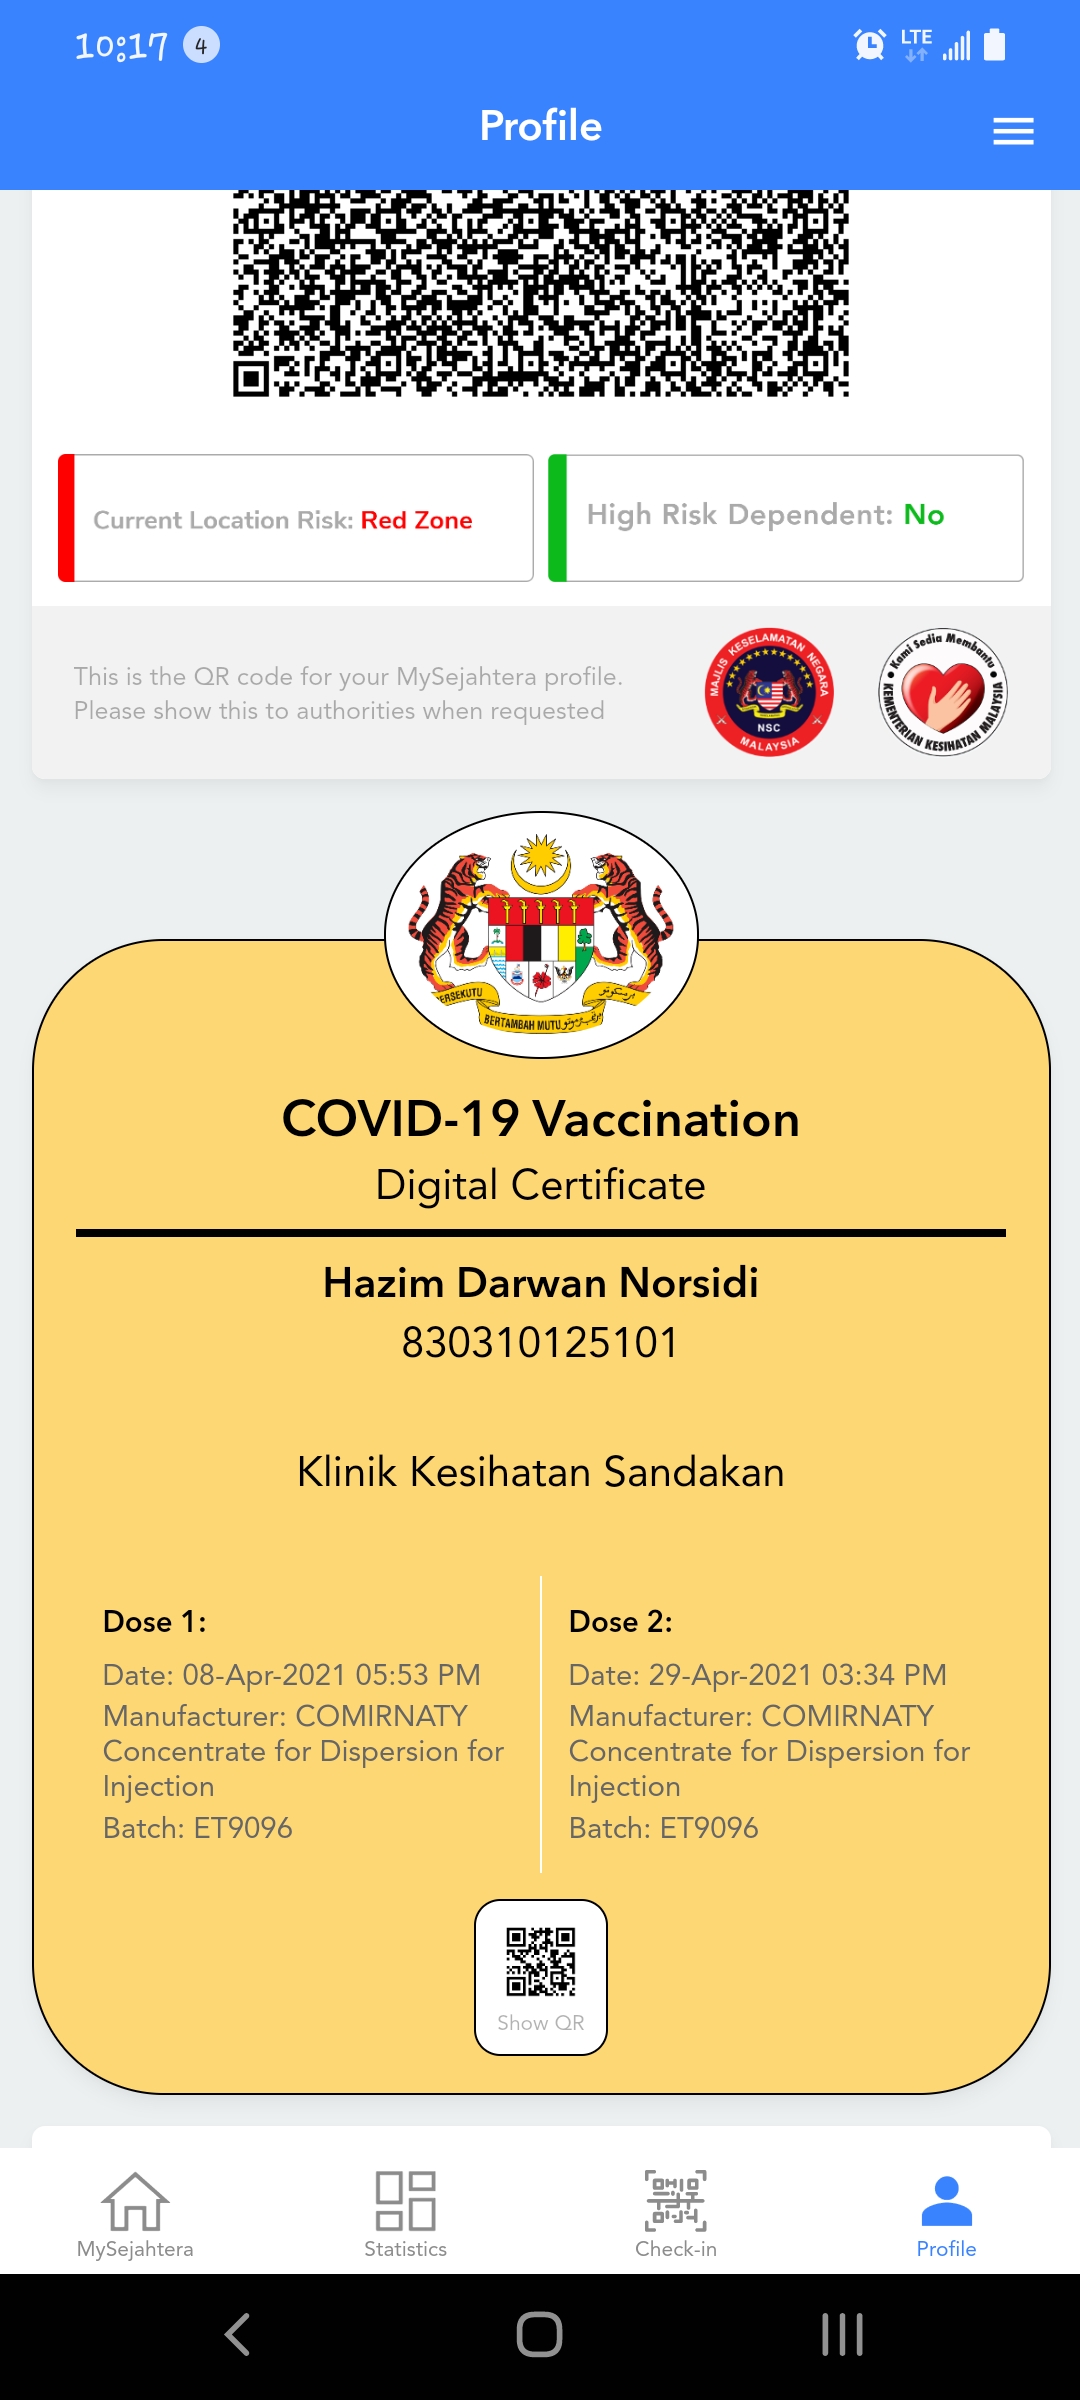 10:17 4 LTE
Profile
Current Location Risk: Red Zone
High Risk Dependent: No
This is the QR code for your MySejahtera profile.
Please show this to authorities when requested
MAJLIS KESELAMATAN NEGARA
NSC
MALAYSIA
Kami Sedia Membantu
KEMENTERIAN KESIHATAN MALAYSIA
BERTAMBAH MUTU
COVID-19 Vaccination
Digital Certificate
Hazim Darwan Norsidi
830310125101
Klinik Kesihatan Sandakan
Dose 1:
Date: 08-Apr-2021 05:53 PM
Manufacturer: COMIRNATY
Concentrate for Dispersion for
Injection
Batch: ET9096
Dose 2:
Date: 29-Apr-2021 03:34 PM
Manufacturer: COMIRNATY
Concentrate for Dispersion for
Injection
Batch: ET9096
Show QR
MySejahtera
Statistics
Check-in
Profile